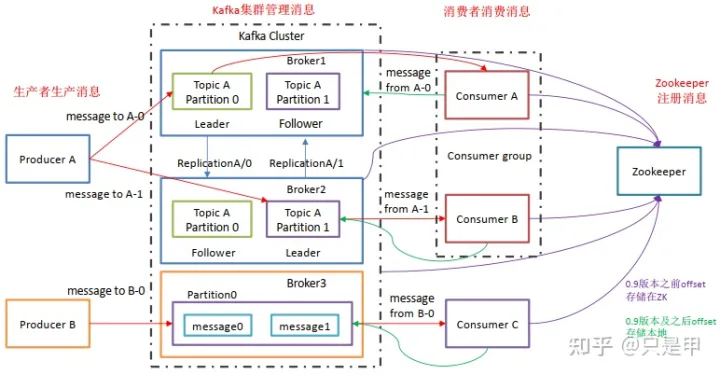 Kafka集群管理消息
消费者消费消息
Kafka Cluster
Broker1
生产者生产消息
Topic A
Partition 0
Topic A
Partition 1
message
from A-0
Consumer A
Zookeeper
注册消息
message to A-0
Leader
Follower
Producer A
ReplicationA/0
ReplicationA/1
Consumer group
Zookeeper
message to A-1
Broker2
Topic A
Partition 0
Topic A
Partition 1
message
from A-1
Consumer B
Follower
Leader
Broker3
message to B-0
Partition0
message
from B-0
0.9版本之前offset
存储在ZK
Producer B
message0
message1
Consumer C
0.9版本及之后offset
存储本地
知乎 @只是甲